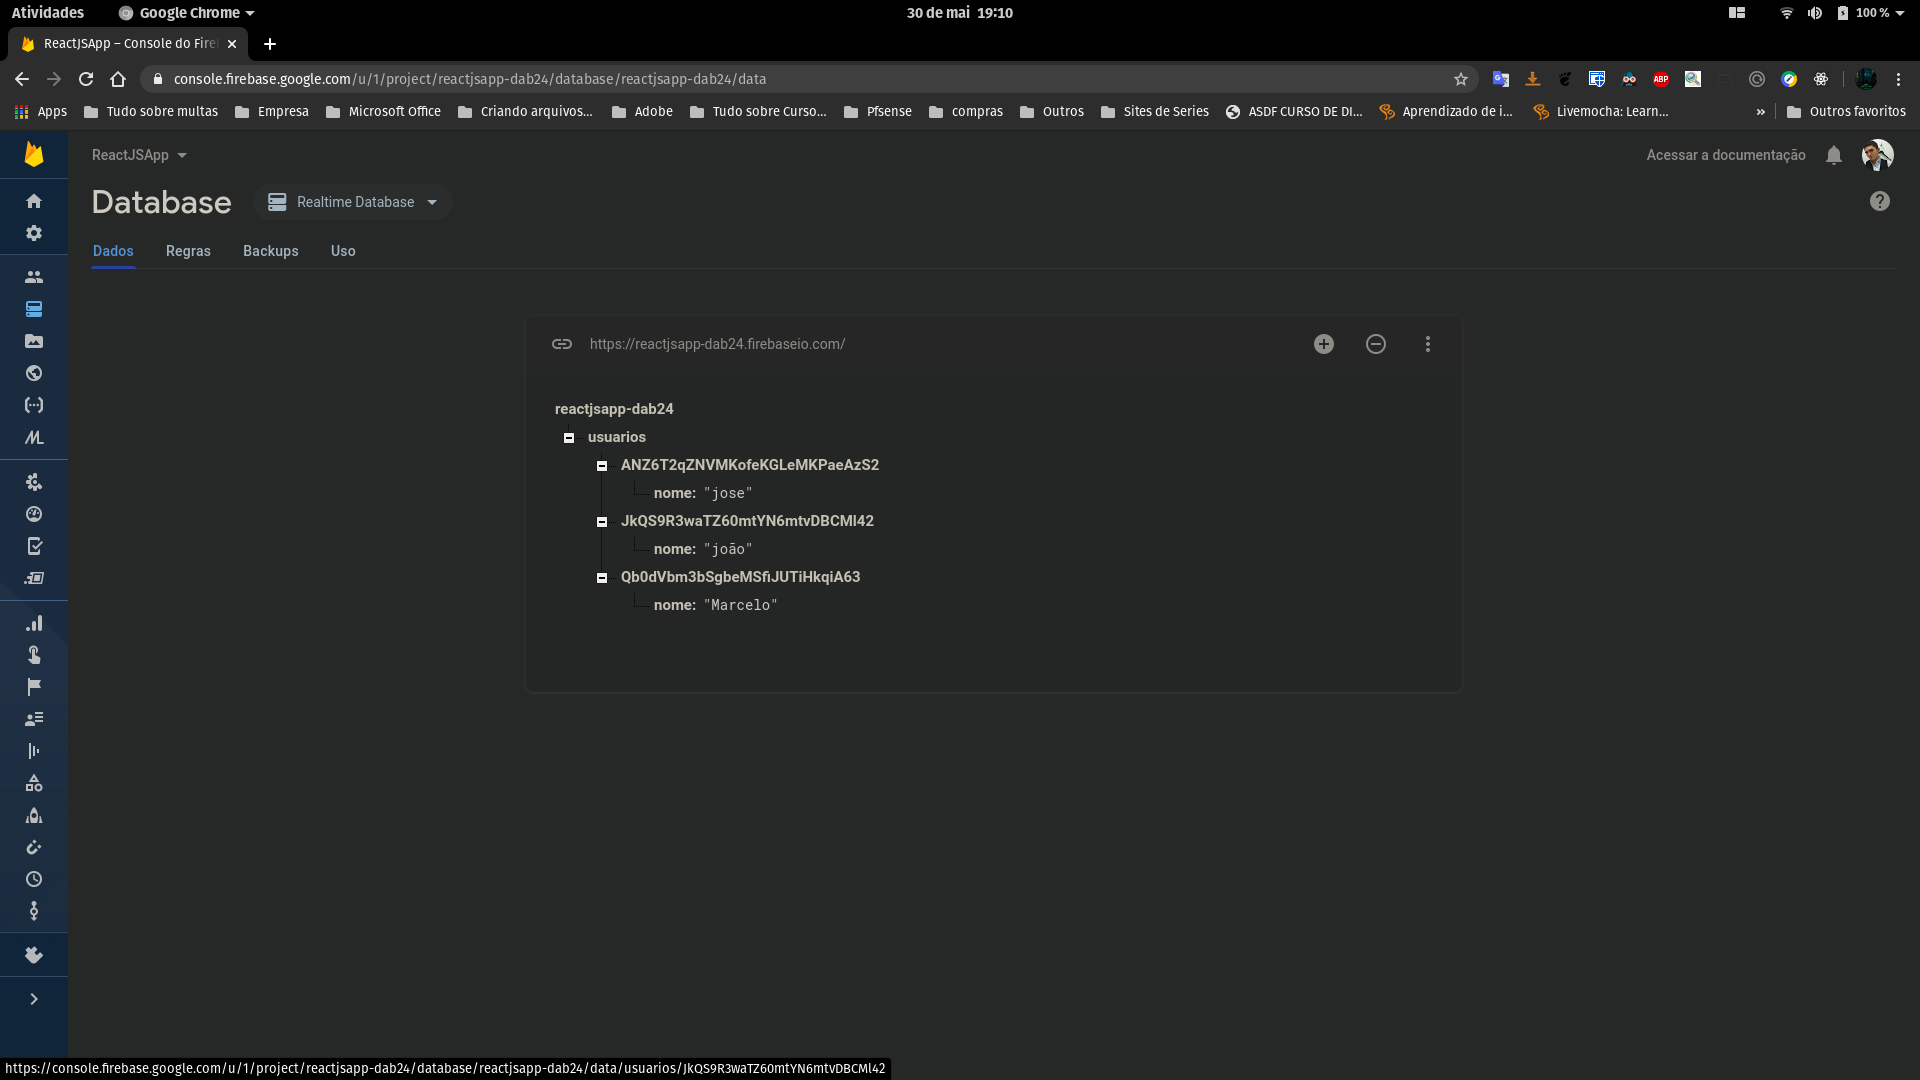 Atividades Google Chrome 30 de mai 19:10 100 %
ReactJSApp – Console do Fire
console.firebase.google.com/u/1/project/reactjsapp-dab24/database/reactjsapp-dab24/data
Apps Tudo sobre multas Empresa Microsoft Office Criando arquivos... Adobe Tudo sobre Curso... Pfsense compras Outros Sites de Series ASDF CURSO DE DI... Aprendizado de i... Livemocha: Learn... » Outros favoritos
ReactJSApp Acessar a documentação
Database Realtime Database
Dados Regras Backups Uso
https://reactjsapp-dab24.firebaseio.com/
reactjsapp-dab24
usuarios
ANZ6T2qZNVMKofeKGLeMKPaeAzS2
nome: "jose"
JkQS9R3waTZ60mtYN6mtvDBCMl42
nome: "joão"
Qb0dVbm3bSgbeMSfiJUTiHkqiA63
nome: "Marcelo"
https://console.firebase.google.com/u/1/project/reactjsapp-dab24/database/reactjsapp-dab24/data/usuarios/JkQS9R3waTZ60mtYN6mtvDBCMl42